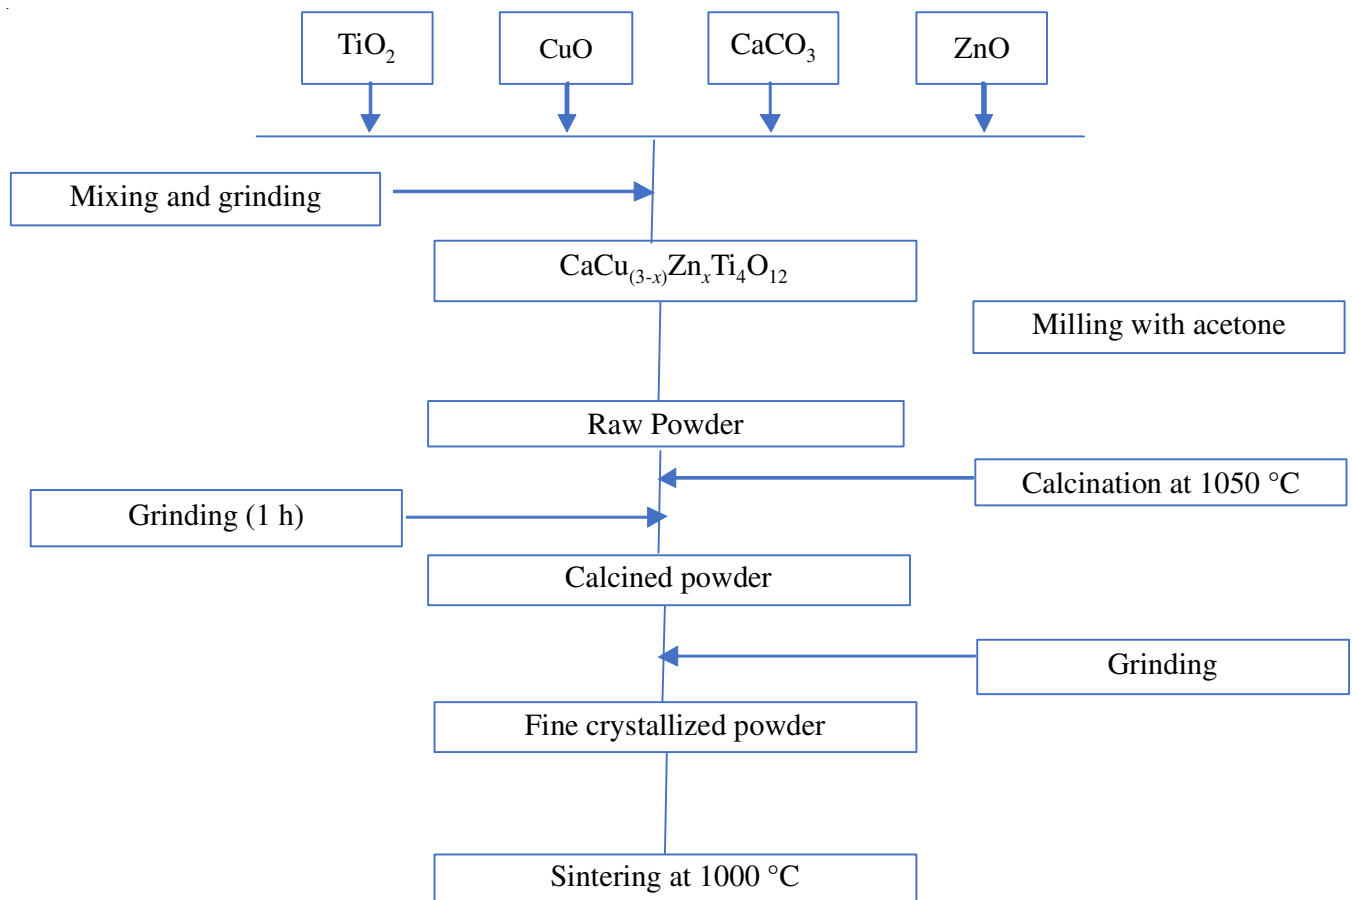 TiO2
CuO
CaCO3
ZnO
Mixing and grinding
CaCu(3-x)ZnxTi4O12
Milling with acetone
Raw Powder
Calcination at 1050 °C
Grinding (1 h)
Calcined powder
Grinding
Fine crystallized powder
Sintering at 1000 °C